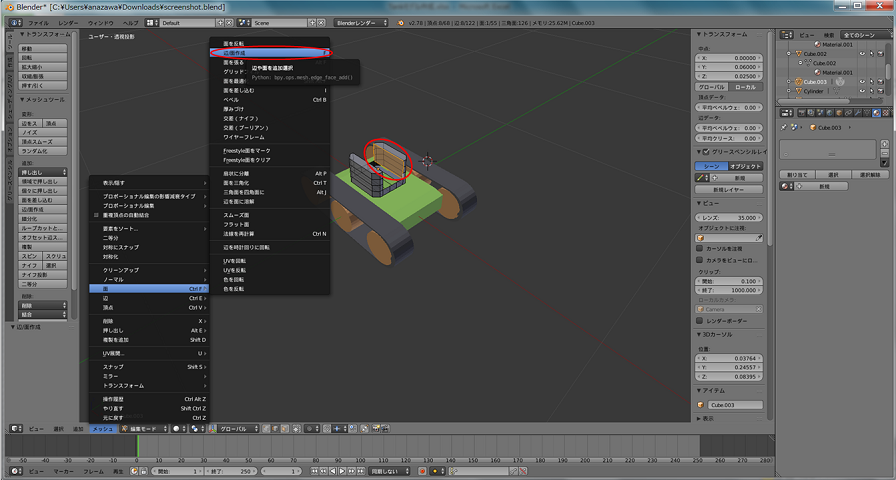 Blender* [C:¥Users¥anazawa¥Downloads¥screenshot.blend]
ファイル レンダー ウィンドウ ヘルプ Default Scene Blenderレンダー v2.78 | 頂点:8/68 | 辺:8/123 | 面:1/55 | 三角面:126 | メモリ:25.62M | Cube.003
ユーザー・透視投影
トランスフォーム
移動
回転
拡大縮小
収縮/膨張
押す/引く
メッシュツール
変形:
辺をス 頂点
ノイズ
頂点スムーズ
ランダム化
追加:
押し出し
領域で押し出し
個々に押し出し
面を差し込む
辺/面作成
細分化
ループカットと...
オフセット辺ス...
複製
スピン スクリュ
ナイフ 選択
ナイフ投影
二等分
削除:
削除
結合
辺/面作成
面を反転
辺/面作成 F
面を張る
グリッド
面を差し込む I
ベベル Ctrl B
厚みづけ
交差 (ナイフ)
交差 (ブーリアン)
ワイヤーフレーム
Freestyle面をマーク
Freestyle面をクリア
扇状に分離 Alt P
面を三角化 Ctrl T
三角面を四角面に Alt J
辺を面に溶解
スムーズ面
フラット面
法線を再計算 Ctrl N
辺を時計回りに回転
UVを回転
UVを反転
色を回転
色を反転
辺や面を追加選択
Python: bpy.ops.mesh.edge_face_add()
表示/隠す
プロポーショナル編集の影響減衰タイプ
プロポーショナル編集
重複頂点の自動結合
要素をソート...
二等分
対称にスナップ
対称化
クリーンアップ
ノーマル
面 Ctrl F
辺 Ctrl E
頂点 Ctrl V
削除 X
押し出し Alt E
複製を追加 Shift D
UV展開... U
スナップ Shift S
ミラー
トランスフォーム
操作履歴 Ctrl Alt Z
やり直す Shift Ctrl Z
元に戻す Ctrl Z
ビュー 選択 追加 メッシュ 編集モード グローバル
トランスフォーム
中点:
X: 0.00000
Y: 0.06000
Z: 0.02500
グローバル ローカル
頂点データ:
平均ベベルウェ: 0.00
辺データ:
平均ベベルウェ: 0.00
平均クリース: 0.00
グリースペンシルレイ
シーン オブジェクト
新規
新規レイヤー
ビュー
レンズ: 35.000
オブジェクトに注視:
カーソルを注視
カメラをビューにロ...
クリップ:
開始: 0.100
終了: 1000.000
ローカルカメラ:
Camera
レンダーボーダー
3Dカーソル
位置:
X: 0.03764
Y: 0.24557
Z: 0.08395
アイテム
Cube.003
表示
ビュー 検索 全シーン
Material.001
Cube.002
Cube.002
Material.001
Cube.003
Cylinder
Cube.003
割り当て 選択 選択解除
新規
-50 -40 -30 -20 -10 0 10 20 30 40 50 60 70 80 90 100 110 120 130 140 150 160 170 180 190 200 210 220 230 240 250 260 270 280
ビュー マーカー フレーム 再生 開始: 1 終了: 250 1 同期しない